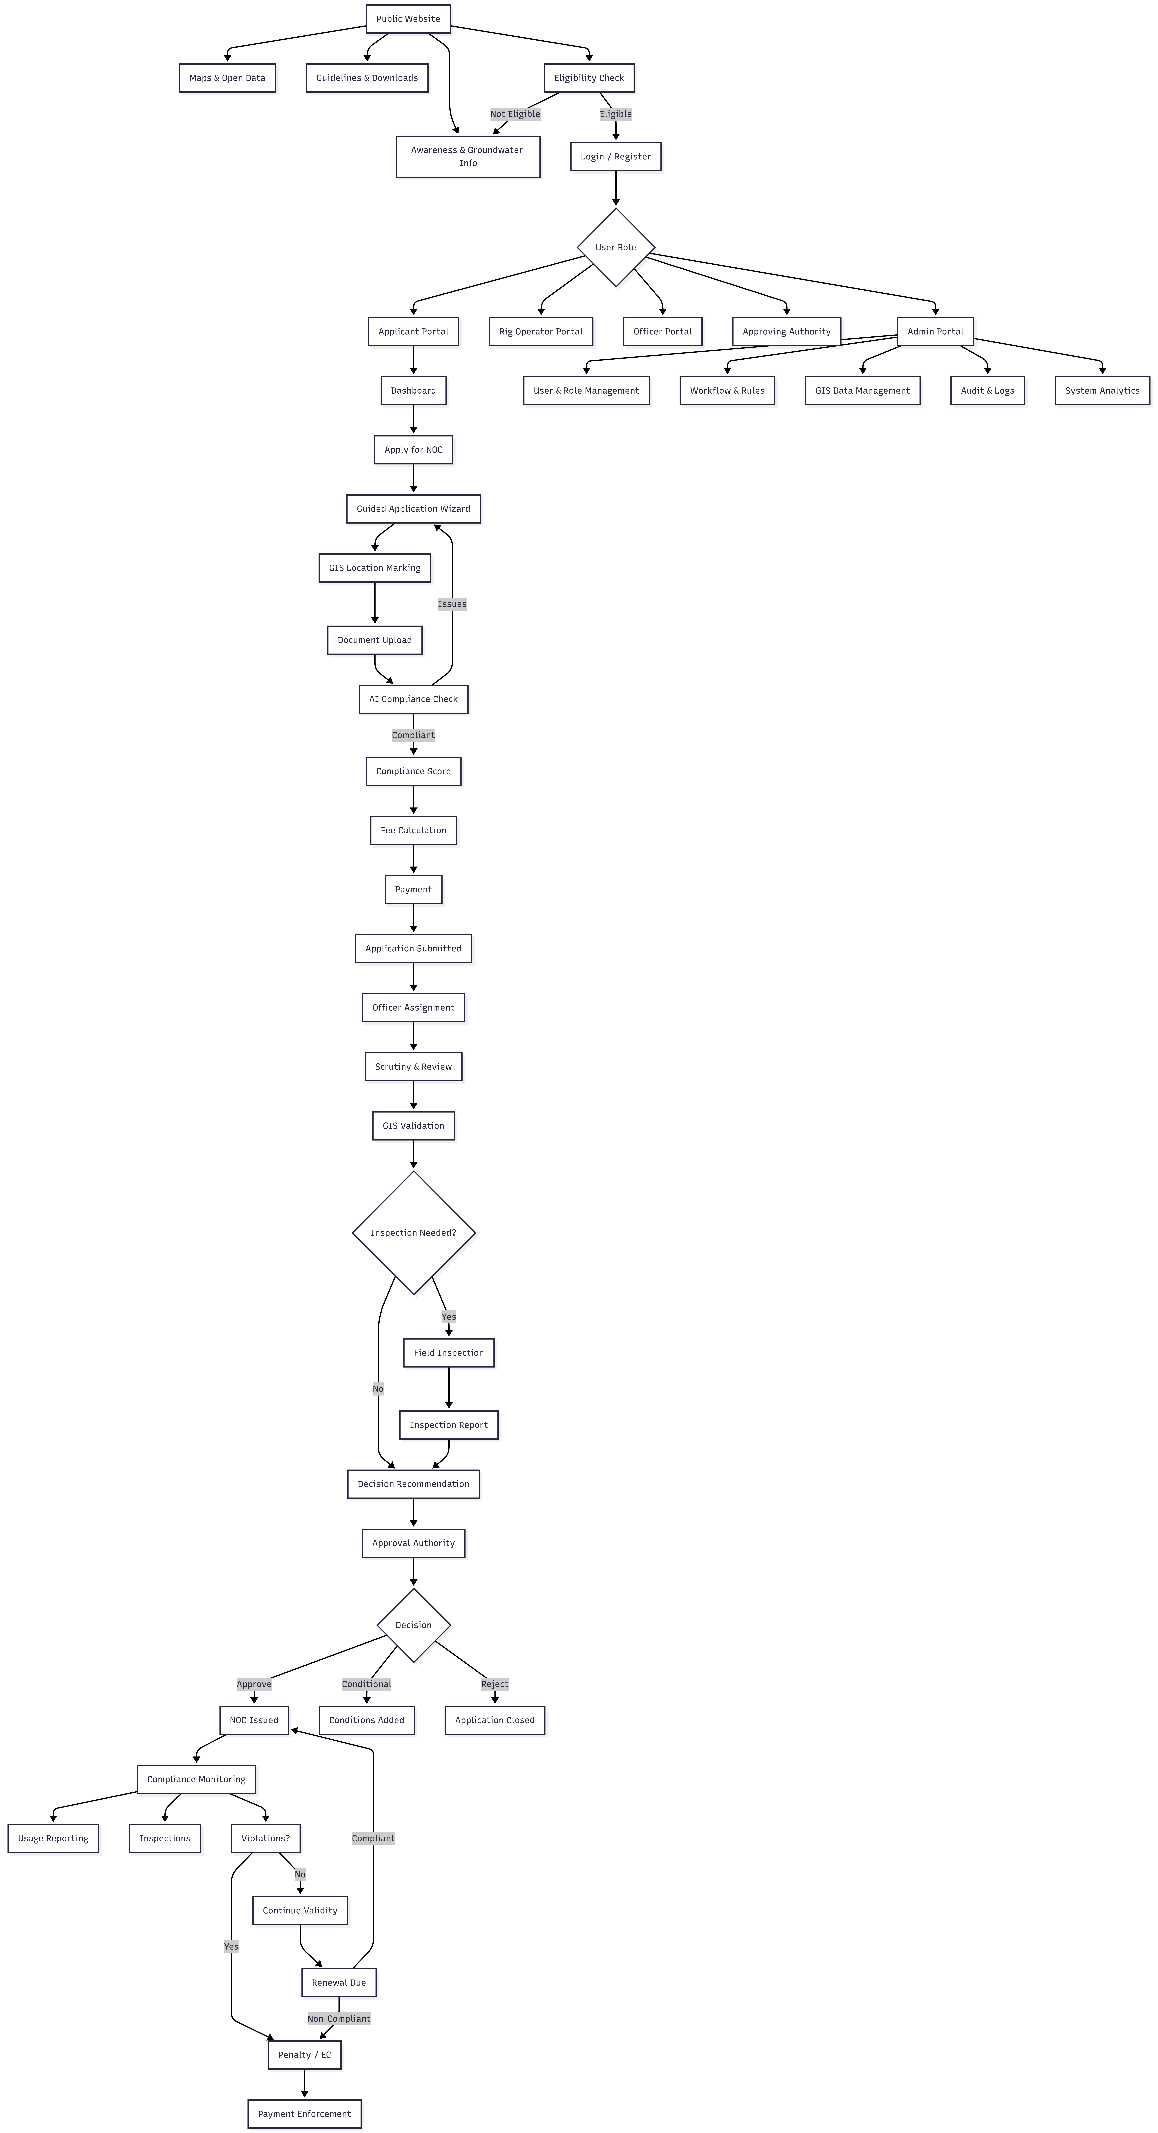 Public Website
Maps & Open Data
Guidelines & Downloads
Eligibility Check
Not Eligible
Eligible
Awareness & Groundwater
Info
Login / Register
User Role
Applicant Portal
Rig Operator Portal
Officer Portal
Approving Authority
Admin Portal
User & Role Management
Workflow & Rules
GIS Data Management
Audit & Logs
System Analytics
Dashboard
Apply for NOC
Guided Application Wizard
GIS Location Marking
Issues
Document Upload
AI Compliance Check
Compliant
Compliance Score
Fee Calculation
Payment
Application Submitted
Officer Assignment
Scrutiny & Review
GIS Validation
Inspection Needed?
Yes
Field Inspection
No
Inspection Report
Decision Recommendation
Approval Authority
Decision
Approve
Conditional
Reject
NOC Issued
Conditions Added
Application Closed
Compliance Monitoring
Usage Reporting
Inspections
Violations?
Compliant
No
Continue Validity
Yes
Renewal Due
Non-Compliant
Penalty / EC
Payment Enforcement